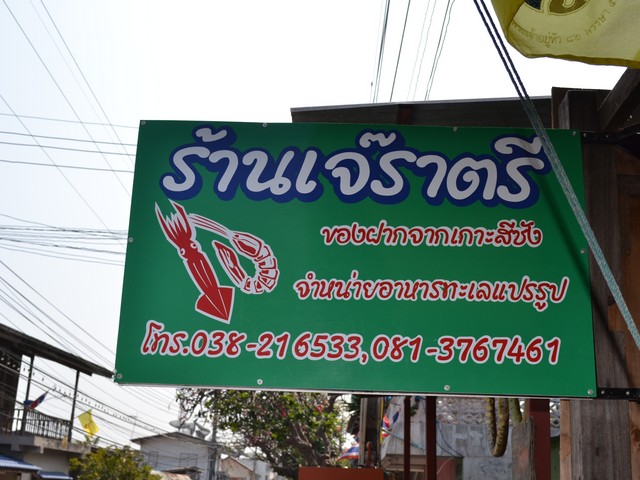 ร้านเจ๊ราตรี
ของฝากจากเกาะสีชัง
จำหน่ายอาหารทะเลแปรรูป
โทร.038-216533,081-3767461